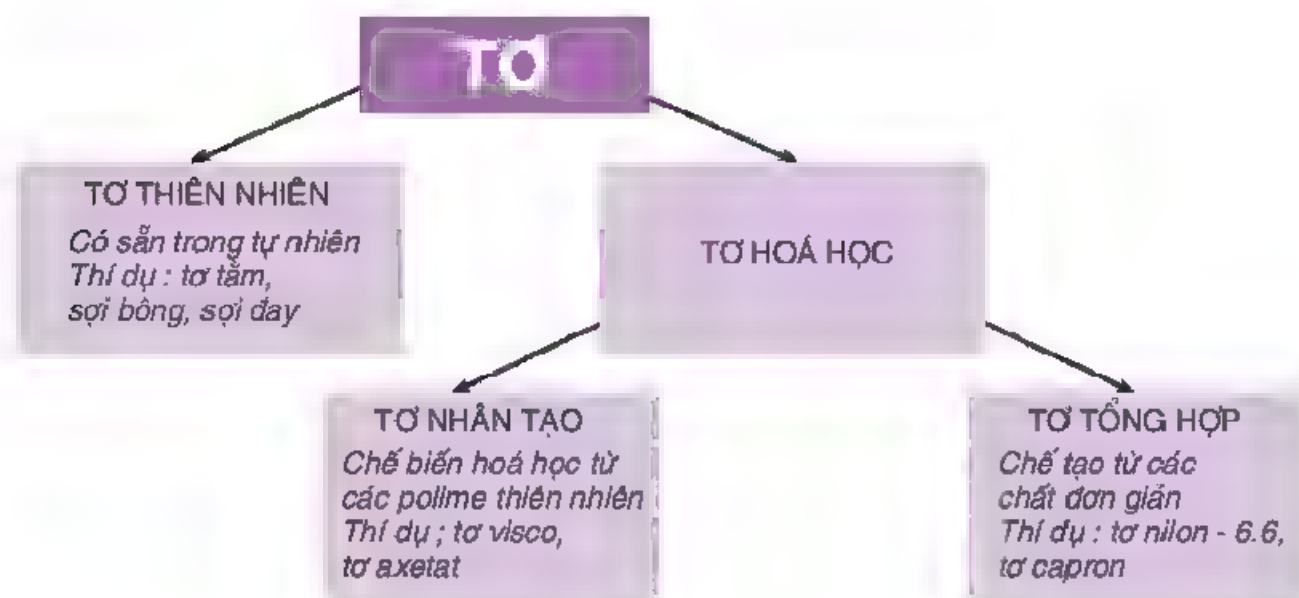 TƠ
TƠ THIÊN NHIÊN
Có sẵn trong tự nhiên
Thí dụ : tơ tằm,
sợi bông, sợi đay
TƠ HOÁ HỌC
TƠ NHÂN TẠO
Chế biến hoá học từ
các polime thiên nhiên
Thí dụ ; tơ visco,
tơ axetat
TƠ TỔNG HỢP
Chế tạo từ các
chất đơn giản
Thí dụ : tơ nilon - 6.6,
tơ capron